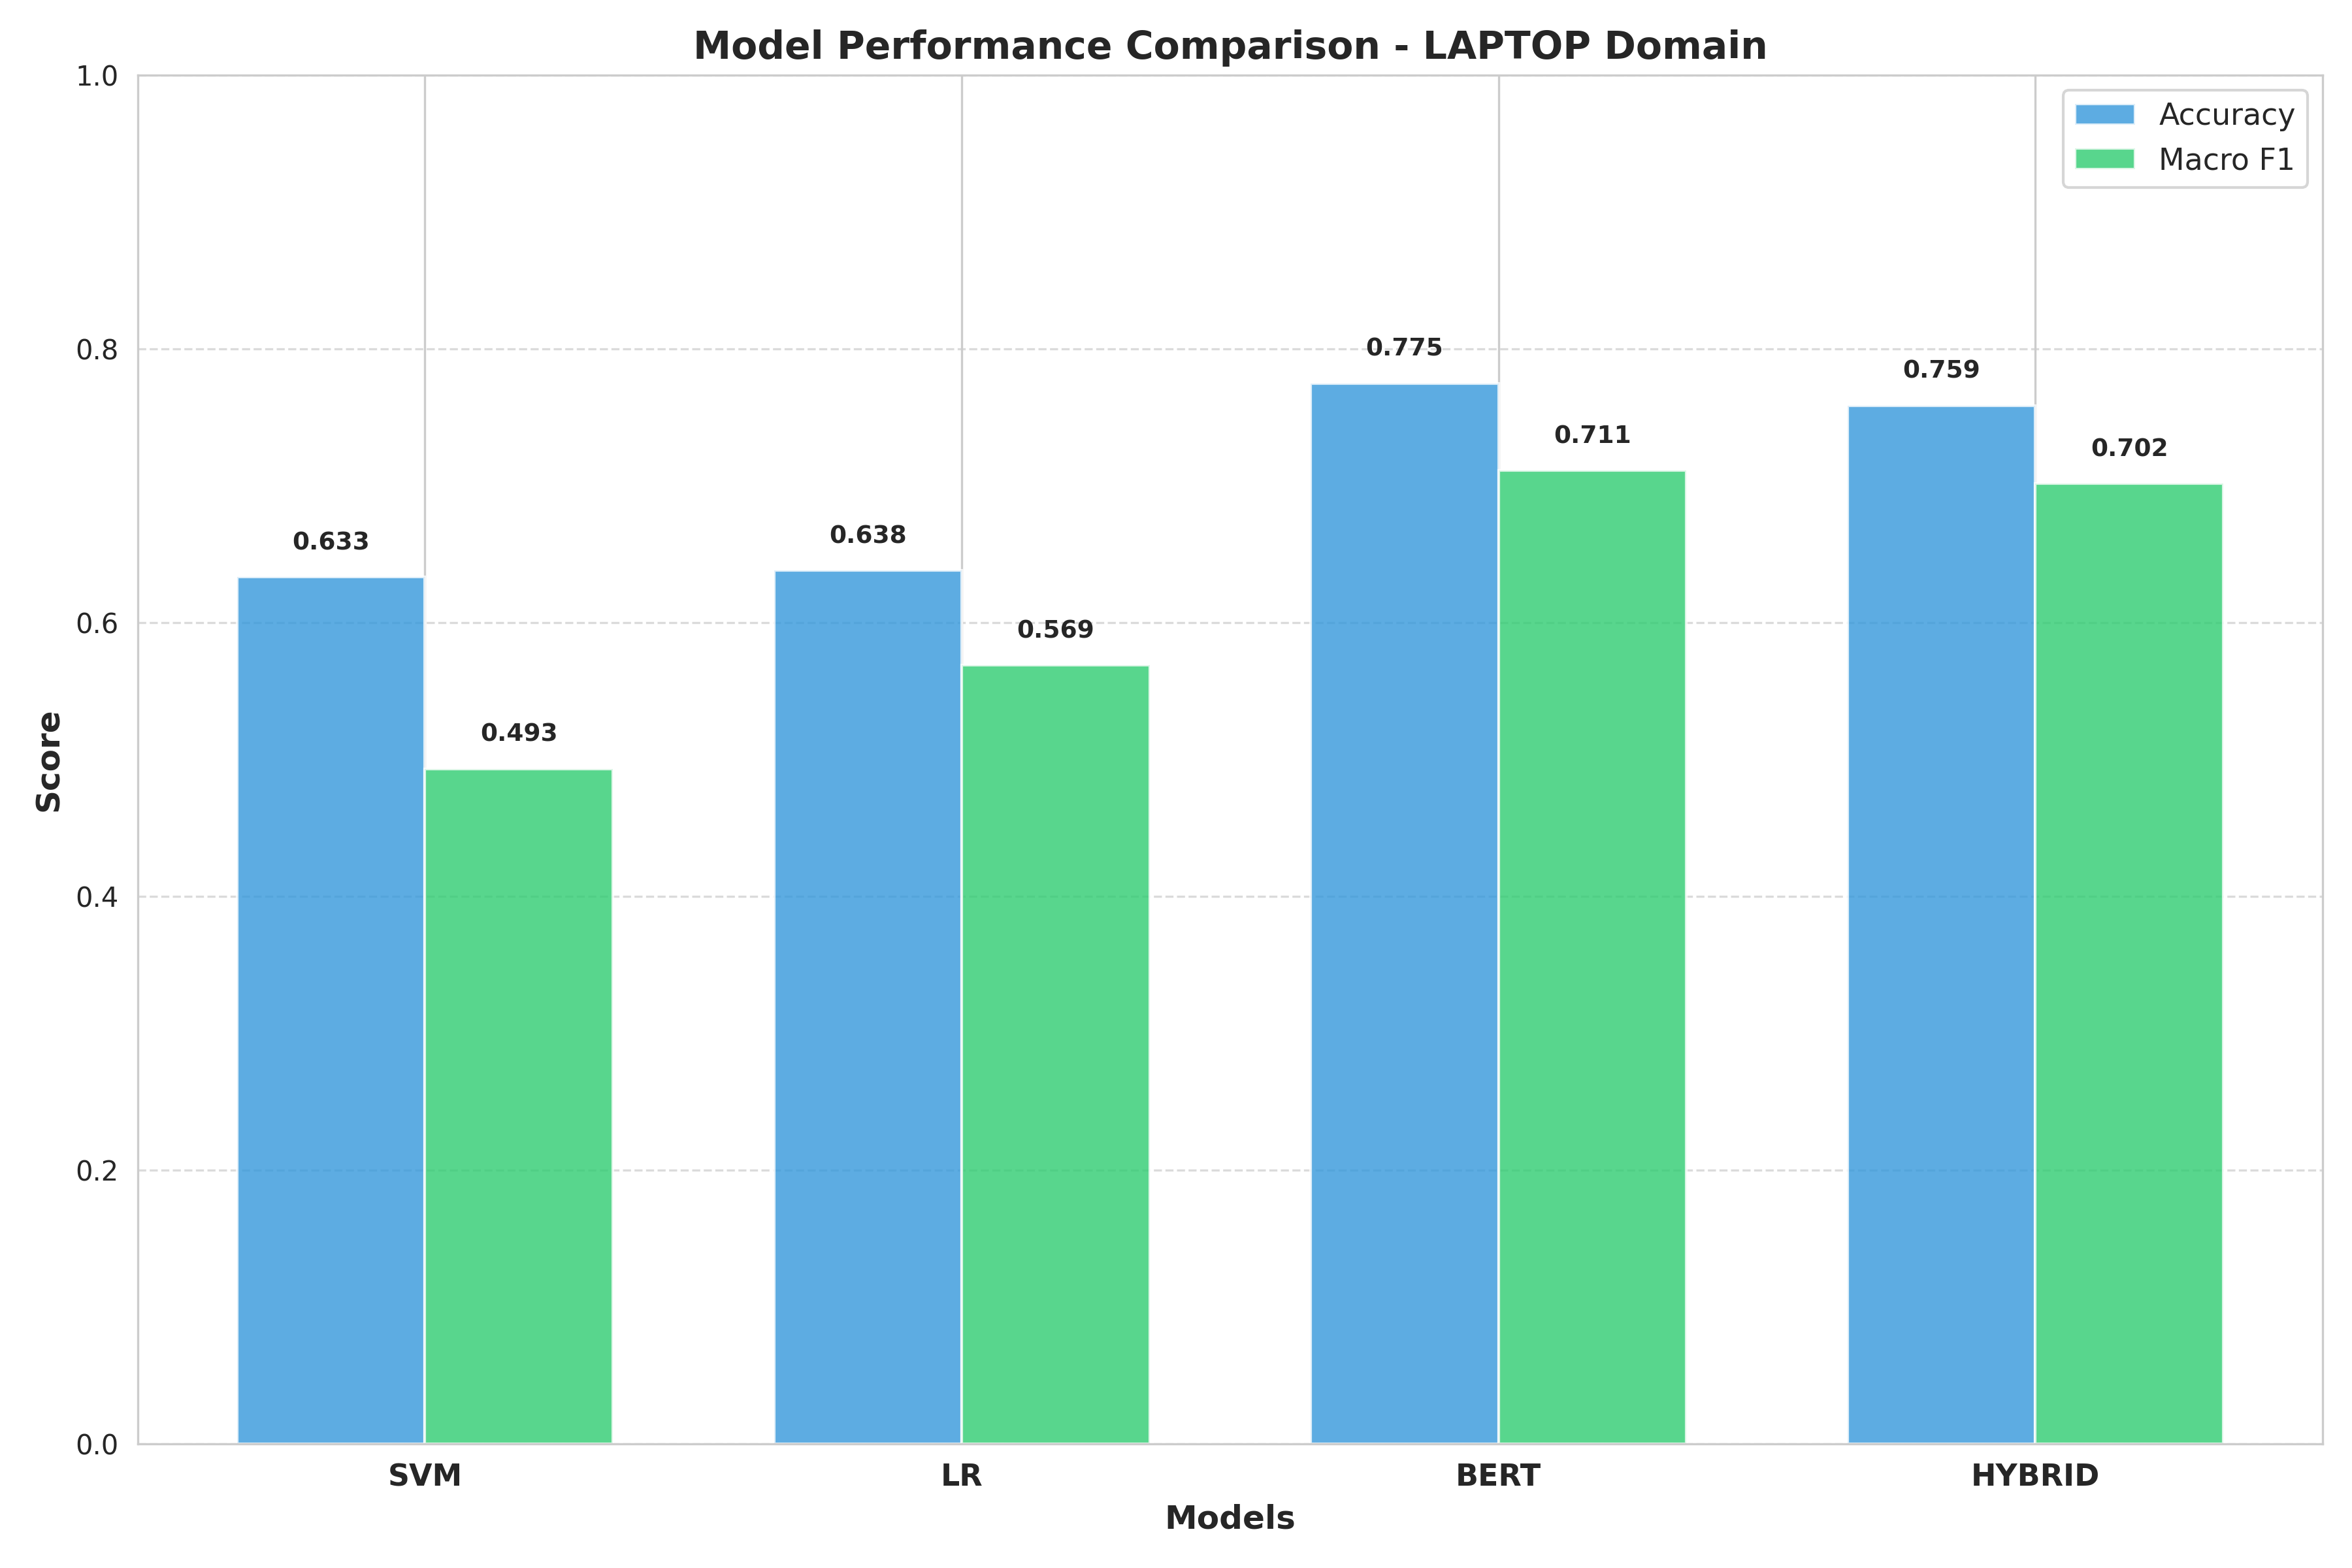 Model Performance Comparison - LAPTOP Domain
Accuracy
Macro F1
Score
1.0
0.8
0.6
0.4
0.2
0.0
0.633
0.493
0.638
0.569
0.775
0.711
0.759
0.702
SVM
LR
BERT
HYBRID
Models